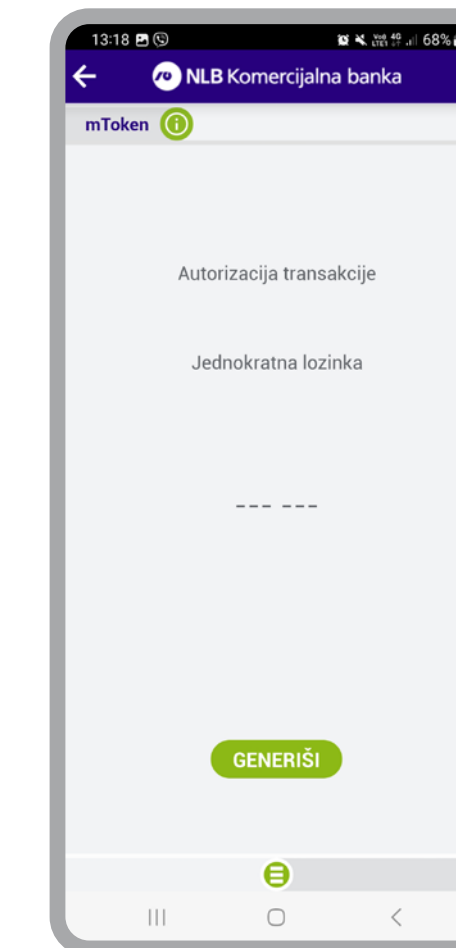 13:18 68%
NLB Komercijalna banka
mToken
Autorizacija transakcije
Jednokratna lozinka
--- ---
GENERIŠI